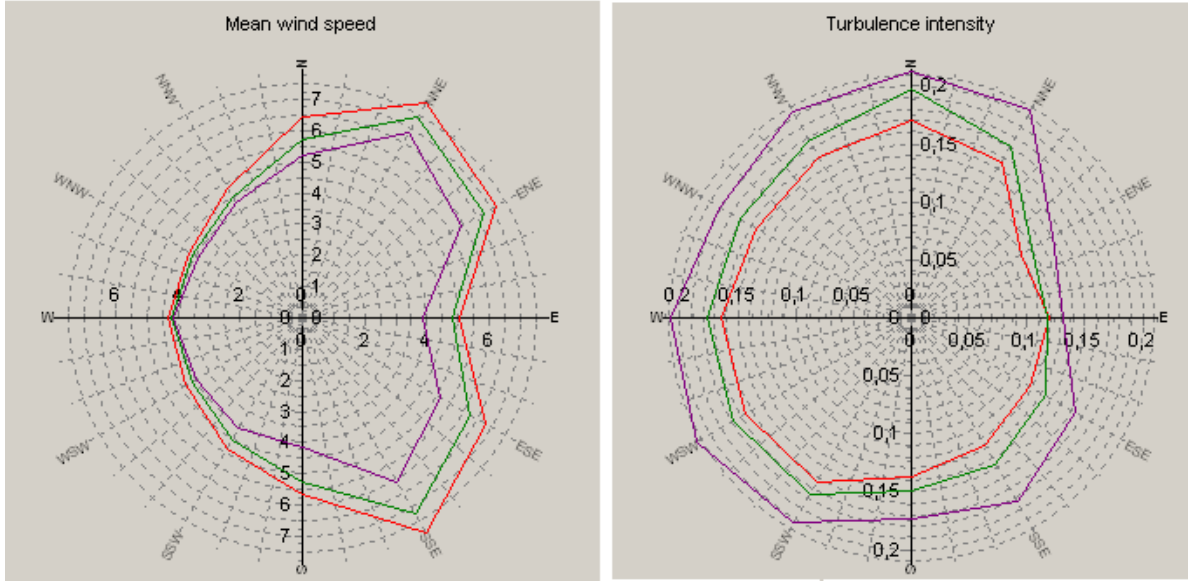 Mean wind speed
N
NNW NNE
7
6
5
WNW ENE
4
3
2
1
6 4 2 0
W 0 0 E
0 2 4 6
1
2
3
4
WSW ESE
5
6
7
SSW SSE
S
Turbulence intensity
N
0,2
NNW NNE
0,15
WNW ENE
0,1
0,05
0,2 0,15 0,1 0,05 0
W 0 0 E
0 0,05 0,1 0,15 0,2
0,05
0,1
WSW ESE
0,15
0,2
SSW SSE
S